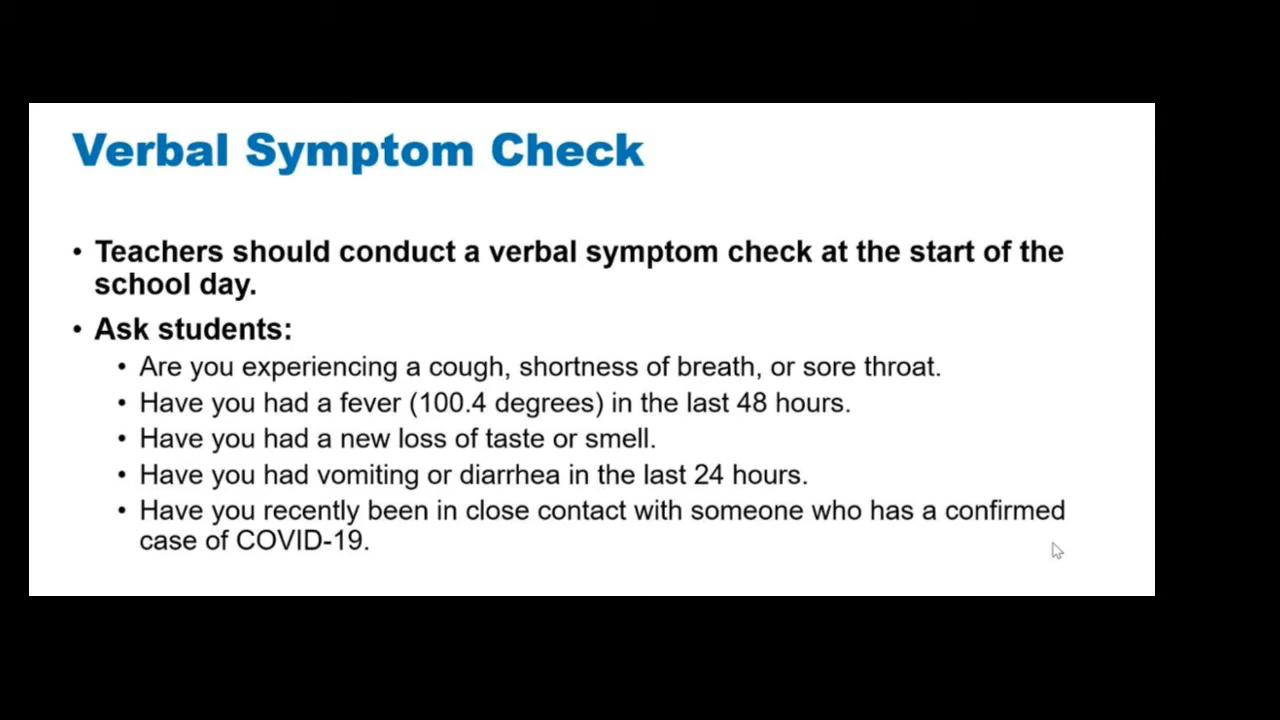 Verbal Symptom Check
• Teachers should conduct a verbal symptom check at the start of the
school day.
• Ask students:
• Are you experiencing a cough, shortness of breath, or sore throat.
• Have you had a fever (100.4 degrees) in the last 48 hours.
• Have you had a new loss of taste or smell.
• Have you had vomiting or diarrhea in the last 24 hours.
• Have you recently been in close contact with someone who has a confirmed
case of COVID-19.